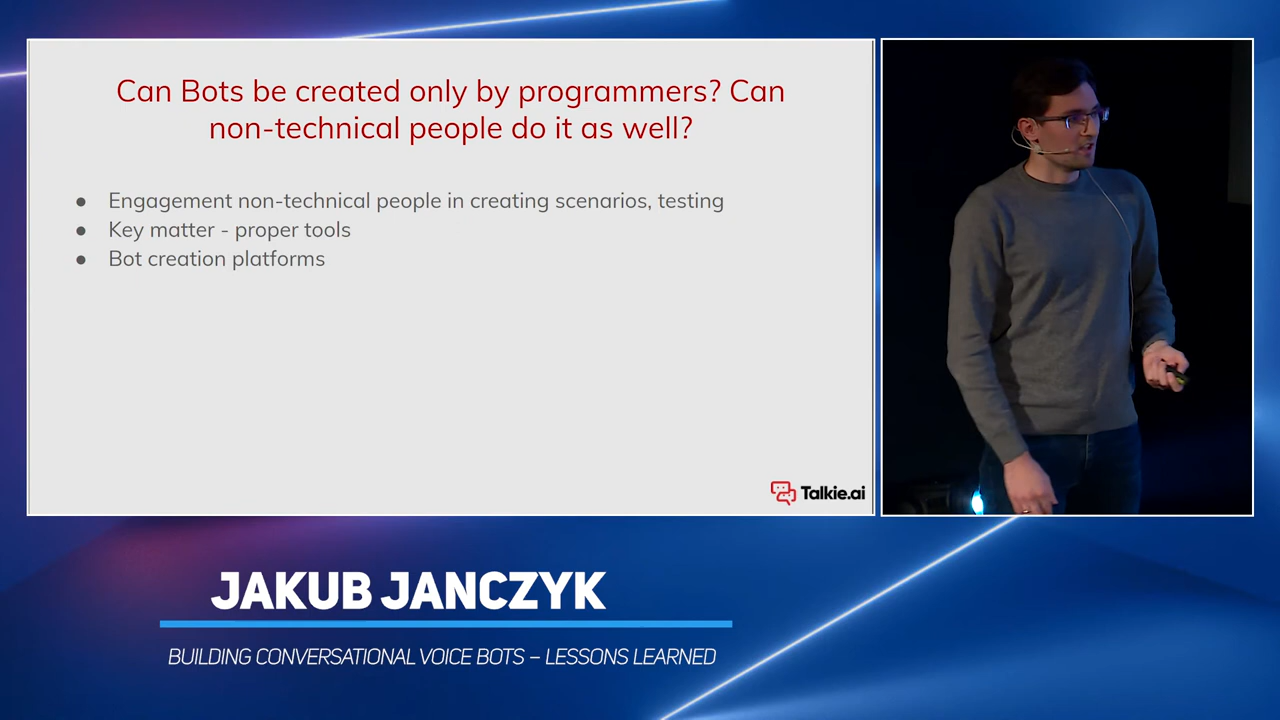 Can Bots be created only by programmers? Can
non-technical people do it as well?
● Engagement non-technical people in creating scenarios, testing
● Key matter - proper tools
● Bot creation platforms
Talkie.ai
JAKUB JANCZYK
BUILDING CONVERSATIONAL VOICE BOTS – LESSONS LEARNED